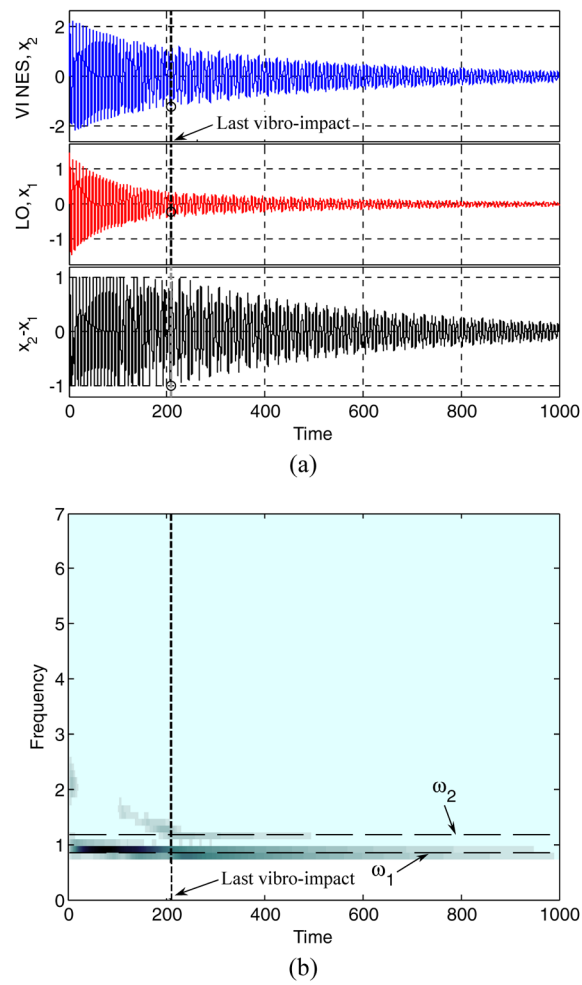 2
0
-2
VI NES, x2
Last vibro-impact
1
0
-1
LO, x1
1
0
-1
x2-x1
0 200 400 600 800 1000
Time
(a)
7
6
5
4
3
2
1
0
Frequency
ω2
ω1
Last vibro-impact
0 200 400 600 800 1000
Time
(b)